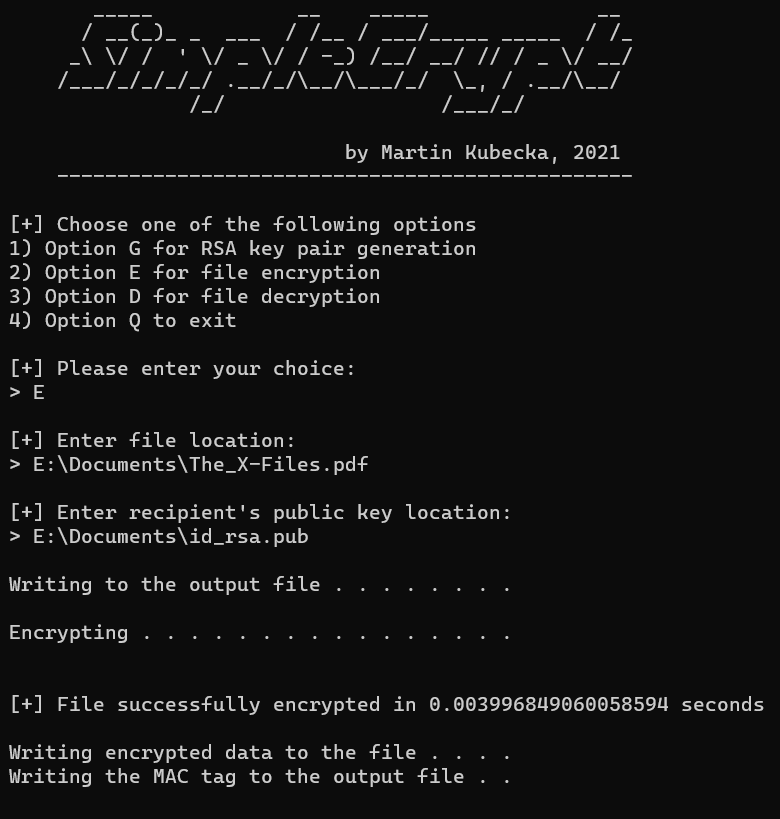 SimpleCrypt
by Martin Kubecka, 2021
[+] Choose one of the following options
1) Option G for RSA key pair generation
2) Option E for file encryption
3) Option D for file decryption
4) Option Q to exit
[+] Please enter your choice:
> E
[+] Enter file location:
> E:\Documents\The_X-Files.pdf
[+] Enter recipient's public key location:
> E:\Documents\id_rsa.pub
Writing to the output file . . . . . . . .
Encrypting . . . . . . . . . . . . . . . .
[+] File successfully encrypted in 0.003996849060058594 seconds
Writing encrypted data to the file . . . .
Writing the MAC tag to the output file . .